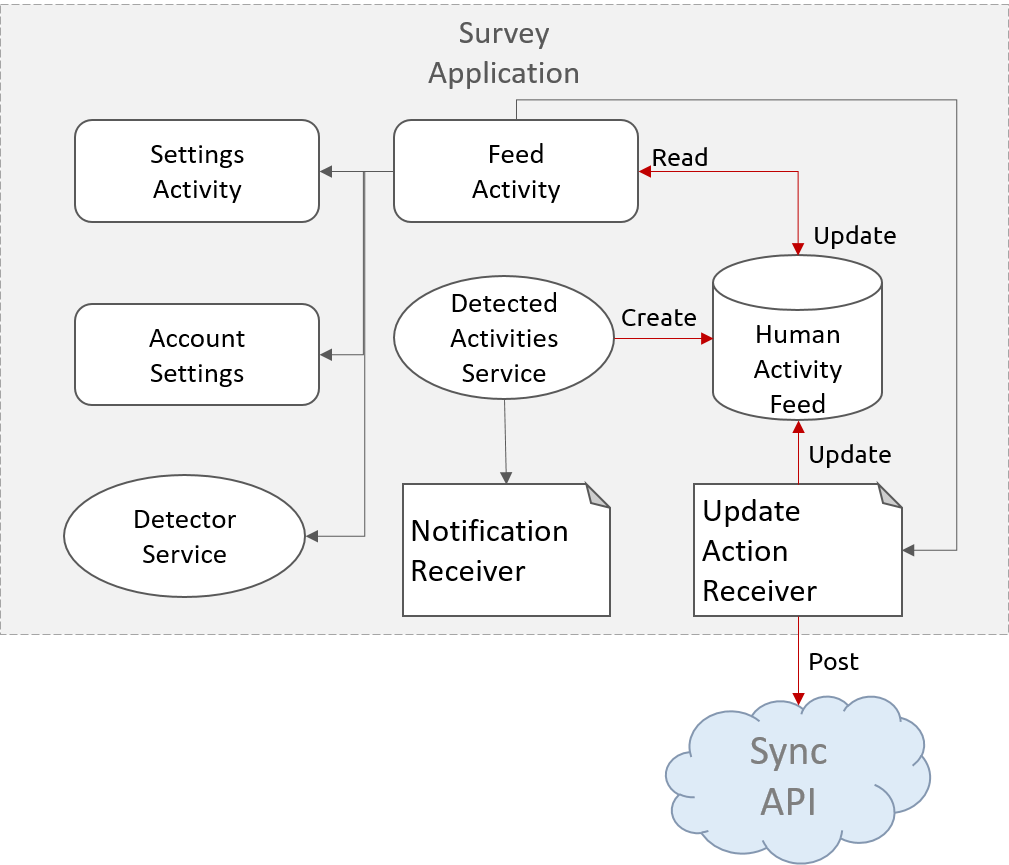 Survey
Application
Settings
Activity
Feed
Activity
Read
Update
Account
Settings
Detected
Activities
Service
Create
Human
Activity
Feed
Update
Detector
Service
Notification
Receiver
Update
Action
Receiver
Post
Sync
API